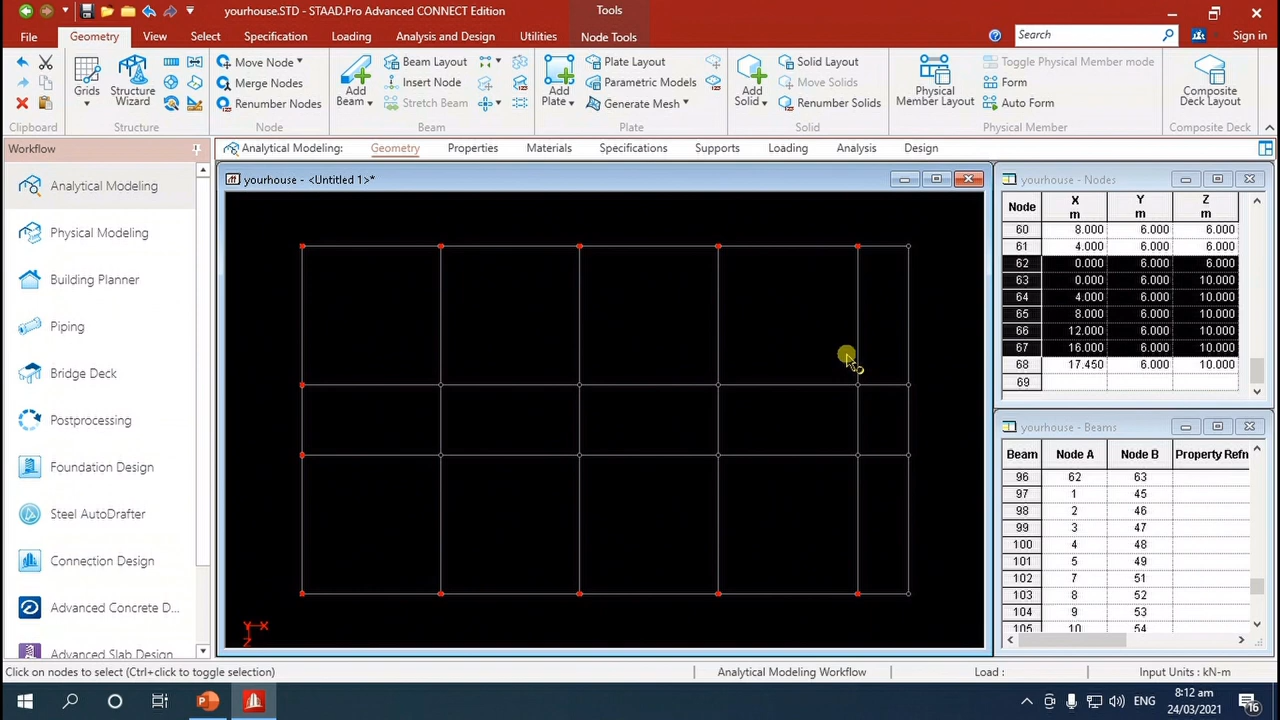 yourhouse.STD - STAAD.Pro Advanced CONNECT Edition
Tools
File
Geometry
View
Select
Specification
Loading
Analysis and Design
Utilities
Node Tools
Search
Sign in
Grids
Structure Wizard
Move Node
Merge Nodes
Renumber Nodes
Add Beam
Beam Layout
Insert Node
Stretch Beam
Add Plate
Plate Layout
Parametric Models
Generate Mesh
Add Solid
Solid Layout
Move Solids
Renumber Solids
Physical Member Layout
Toggle Physical Member mode
Form
Auto Form
Composite Deck Layout
Clipboard
Structure
Node
Beam
Plate
Solid
Physical Member
Composite Deck
Workflow
Analytical Modeling:
Geometry
Properties
Materials
Specifications
Supports
Loading
Analysis
Design
Analytical Modeling
Physical Modeling
Building Planner
Piping
Bridge Deck
Postprocessing
Foundation Design
Steel AutoDrafter
Connection Design
Advanced Concrete D...
Advanced Slab Design
yourhouse - <Untitled 1>*
Y X
Z
yourhouse - Nodes
Node X m Y m Z m
60 8.000 6.000 6.000
61 4.000 6.000 6.000
62 0.000 6.000 6.000
63 0.000 6.000 10.000
64 4.000 6.000 10.000
65 8.000 6.000 10.000
66 12.000 6.000 10.000
67 16.000 6.000 10.000
68 17.450 6.000 10.000
69
yourhouse - Beams
Beam Node A Node B Property Refn
96 62 63
97 1 45
98 2 46
99 3 47
100 4 48
101 5 49
102 7 51
103 8 52
104 9 53
105 10 54
Click on nodes to select (Ctrl+click to toggle selection)
Analytical Modeling Workflow
Load :
Input Units : kN-m
ENG
8:12 am
24/03/2021
16